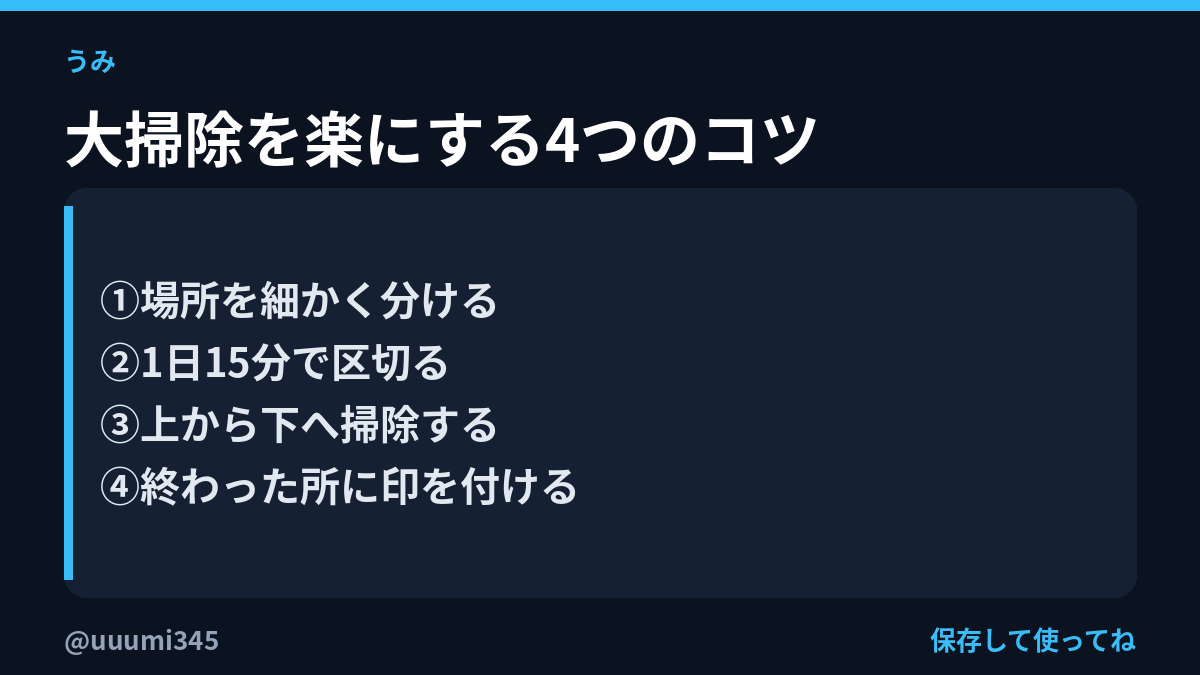 うみ
大掃除を楽にする4つのコツ
①場所を細かく分ける
②1日15分で区切る
③上から下へ掃除する
④終わった所に印を付ける
@uuumi345
保存して使ってね